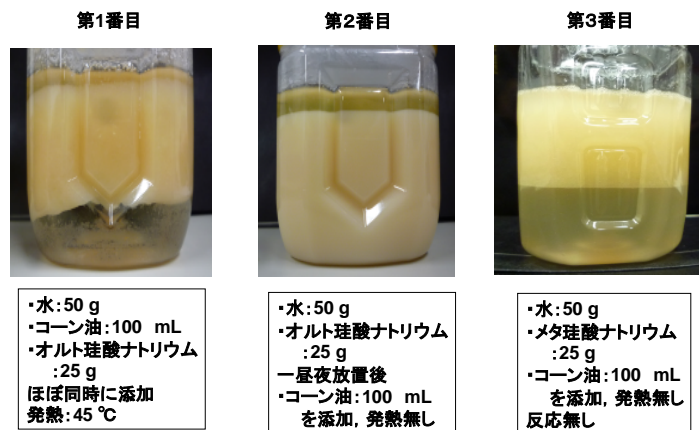 第1番目
第2番目
第3番目
・水:50 g
・コーン油:100 mL
・オルト珪酸ナトリウム
:25 g
ほぼ同時に添加
発熱:45 ℃
・水:50 g
・オルト珪酸ナトリウム
:25 g
一昼夜放置後
・コーン油:100 mL
を添加, 発熱無し
・水:50 g
・メタ珪酸ナトリウム
:25 g
・コーン油:100 mL
を添加, 発熱無し
反応無し